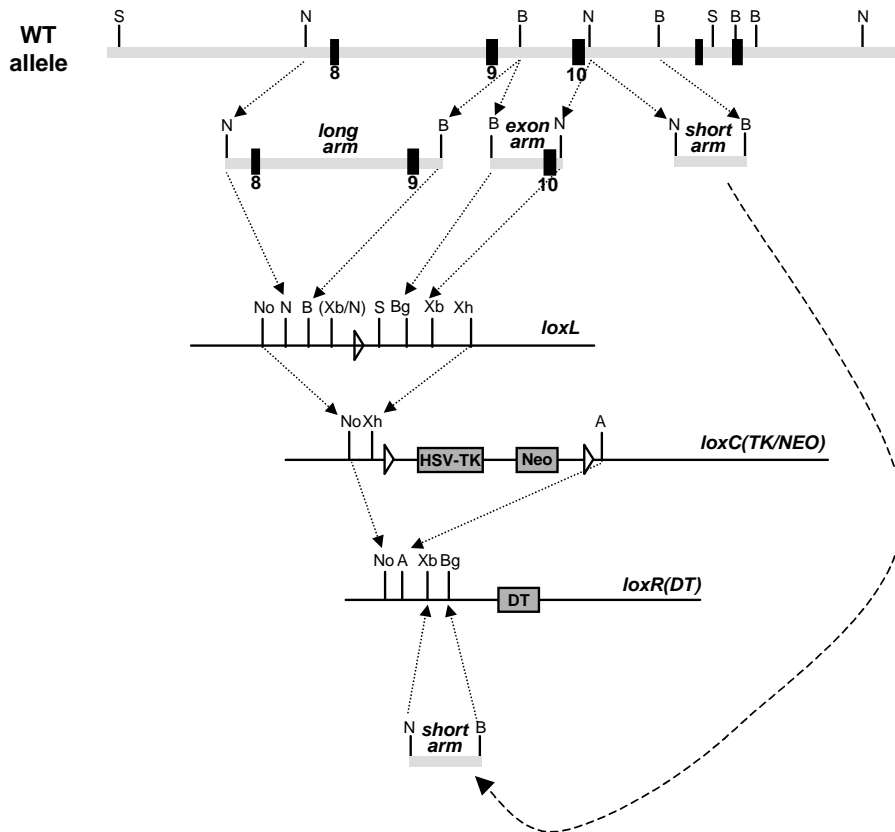 WT
allele
S N B N B S B B N
8 9 10
N long arm B B exon arm N N short arm B
8 9 10
No N B (Xb/N) S Bg Xb Xh
loxL
No Xh A
HSV-TK Neo loxC(TK/NEO)
No A Xb Bg
DT loxR(DT)
N short B
arm